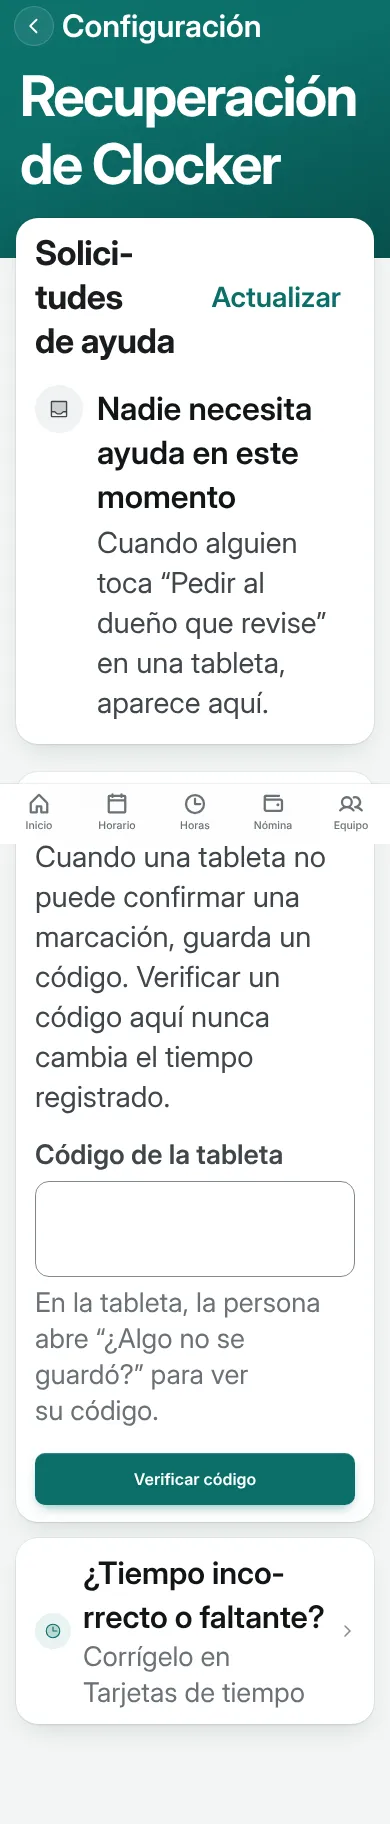 Configuración
Recuperación
de Clocker
Solici-
tudes
de ayuda
Actualizar
Nadie necesita
ayuda en este
momento
Cuando alguien
toca “Pedir al
dueño que revise”
en una tableta,
aparece aquí.
Inicio
Horario
Horas
Nómina
Equipo
Cuando una tableta no
puede confirmar una
marcación, guarda un
código. Verificar un
código aquí nunca
cambia el tiempo
registrado.
Código de la tableta
En la tableta, la persona
abre “¿Algo no se
guardó?” para ver
su código.
Verificar código
¿Tiempo inco-
rrecto o faltante?
Corrígelo en
Tarjetas de tiempo